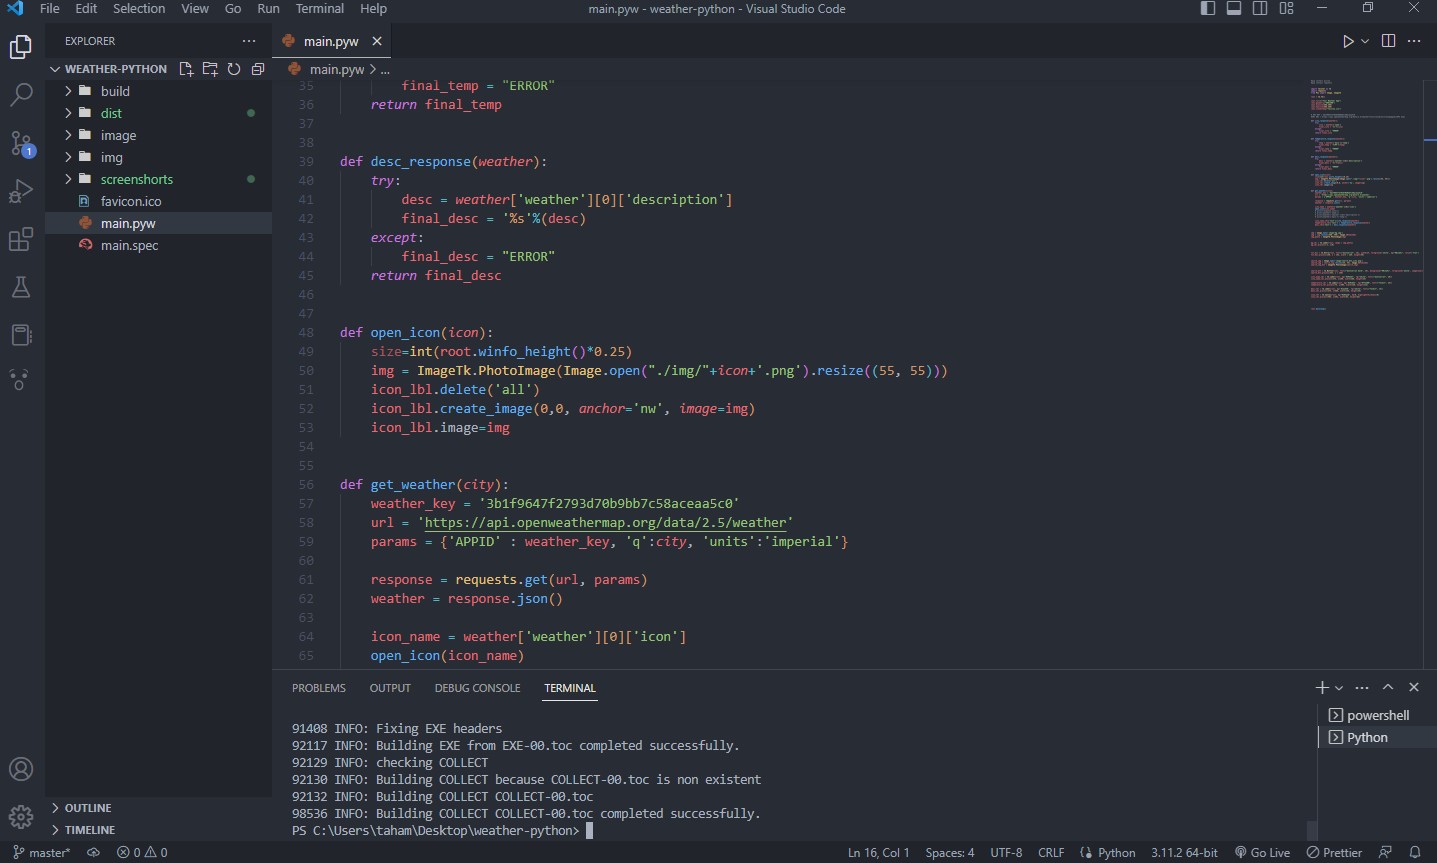 File Edit Selection View Go Run Terminal Help main.pyw - weather-python - Visual Studio Code
EXPLORER
WEATHER-PYTHON
build
dist
image
img
screenshorts
favicon.ico
main.pyw
main.spec
OUTLINE
TIMELINE
main.pyw
main.pyw > ...
35 final_temp = "ERROR"
36 return final_temp
37
38
39 def desc_response(weather):
40 try:
41 desc = weather['weather'][0]['description']
42 final_desc = '%s'%(desc)
43 except:
44 final_desc = "ERROR"
45 return final_desc
46
47
48 def open_icon(icon):
49 size=int(root.winfo_height()*0.25)
50 img = ImageTk.PhotoImage(Image.open("./img/"+icon+'.png').resize((55, 55)))
51 icon_lbl.delete('all')
52 icon_lbl.create_image(0,0, anchor='nw', image=img)
53 icon_lbl.image=img
54
55
56 def get_weather(city):
57 weather_key = '3b1f9647f2793d70b9bb7c58aceaa5c0'
58 url = 'https://api.openweathermap.org/data/2.5/weather'
59 params = {'APPID' : weather_key, 'q':city, 'units':'imperial'}
60
61 response = requests.get(url, params)
62 weather = response.json()
63
64 icon_name = weather['weather'][0]['icon']
65 open_icon(icon_name)
PROBLEMS OUTPUT DEBUG CONSOLE TERMINAL
91408 INFO: Fixing EXE headers
92117 INFO: Building EXE from EXE-00.toc completed successfully.
92129 INFO: checking COLLECT
92130 INFO: Building COLLECT because COLLECT-00.toc is non existent
92132 INFO: Building COLLECT COLLECT-00.toc
98536 INFO: Building COLLECT COLLECT-00.toc completed successfully.
PS C:\Users\taham\Desktop\weather-python>
powershell
Python
1
master* 0 0 Ln 16, Col 1 Spaces: 4 UTF-8 CRLF Python 3.11.2 64-bit Go Live Prettier